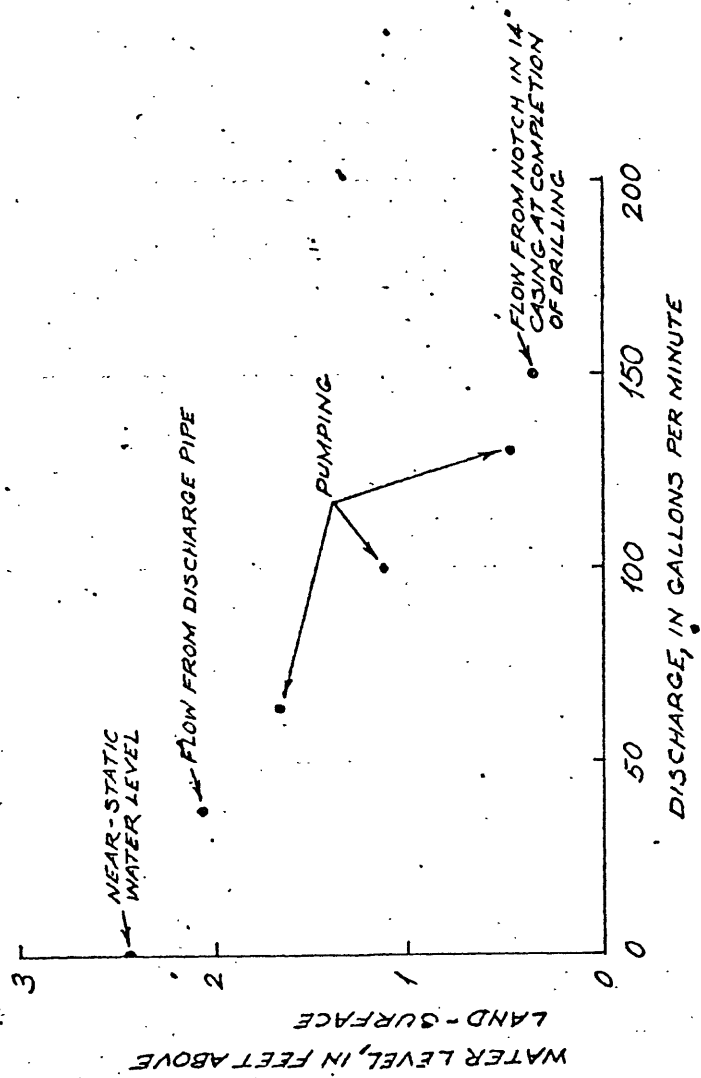 3
2
1
0
WATER LEVEL, IN FEET ABOVE
LAND-SURFACE
NEAR-STATIC
WATER LEVEL
FLOW FROM DISCHARGE PIPE
PUMPING
FLOW FROM NOTCH IN 14"
CASING AT COMPLETION
OF DRILLING
0
50
100
150
200
DISCHARGE, IN GALLONS PER MINUTE